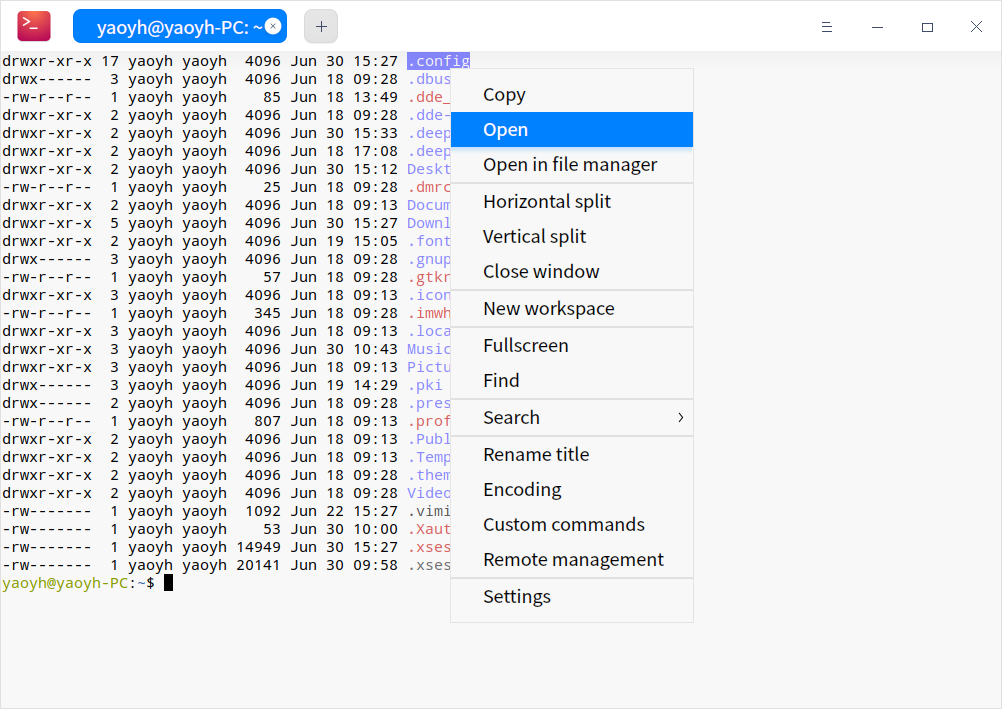 yaoyh@yaoyh-PC: ~
drwxr-xr-x 17 yaoyh yaoyh  4096 Jun 30 15:27 .config
drwx------  3 yaoyh yaoyh  4096 Jun 18 09:28 .dbus
-rw-r--r--  1 yaoyh yaoyh    85 Jun 18 13:49 .dde_
drwxr-xr-x  2 yaoyh yaoyh  4096 Jun 18 09:28 .dde-
drwxr-xr-x  2 yaoyh yaoyh  4096 Jun 30 15:33 .deep
drwxr-xr-x  2 yaoyh yaoyh  4096 Jun 18 17:08 .deep
drwxr-xr-x  2 yaoyh yaoyh  4096 Jun 30 15:12 Deskt
-rw-r--r--  1 yaoyh yaoyh    25 Jun 18 09:28 .dmrc
drwxr-xr-x  2 yaoyh yaoyh  4096 Jun 18 09:13 Docum
drwxr-xr-x  5 yaoyh yaoyh  4096 Jun 30 15:27 Downl
drwxr-xr-x  2 yaoyh yaoyh  4096 Jun 19 15:05 .font
drwx------  3 yaoyh yaoyh  4096 Jun 18 09:28 .gnup
-rw-r--r--  1 yaoyh yaoyh    57 Jun 18 09:28 .gtkr
drwxr-xr-x  3 yaoyh yaoyh  4096 Jun 18 09:13 .icon
-rw-r--r--  1 yaoyh yaoyh   345 Jun 18 09:28 .imwh
drwxr-xr-x  3 yaoyh yaoyh  4096 Jun 18 09:13 .loca
drwxr-xr-x  3 yaoyh yaoyh  4096 Jun 30 10:43 Music
drwxr-xr-x  3 yaoyh yaoyh  4096 Jun 18 09:13 Pictu
drwx------  3 yaoyh yaoyh  4096 Jun 19 14:29 .pki
drwx------  2 yaoyh yaoyh  4096 Jun 18 09:28 .pres
-rw-r--r--  1 yaoyh yaoyh   807 Jun 18 09:13 .prof
drwxr-xr-x  2 yaoyh yaoyh  4096 Jun 18 09:13 .Publ
drwxr-xr-x  2 yaoyh yaoyh  4096 Jun 18 09:13 .Temp
drwxr-xr-x  2 yaoyh yaoyh  4096 Jun 18 09:28 .them
drwxr-xr-x  2 yaoyh yaoyh  4096 Jun 18 09:28 Video
-rw-------  1 yaoyh yaoyh  1092 Jun 22 15:27 .vimi
-rw-------  1 yaoyh yaoyh    53 Jun 30 10:00 .Xaut
-rw-------  1 yaoyh yaoyh 14949 Jun 30 15:27 .xses
-rw-------  1 yaoyh yaoyh 20141 Jun 30 09:58 .xses
yaoyh@yaoyh-PC:~$
Copy
Open
Open in file manager
Horizontal split
Vertical split
Close window
New workspace
Fullscreen
Find
Search
Rename title
Encoding
Custom commands
Remote management
Settings